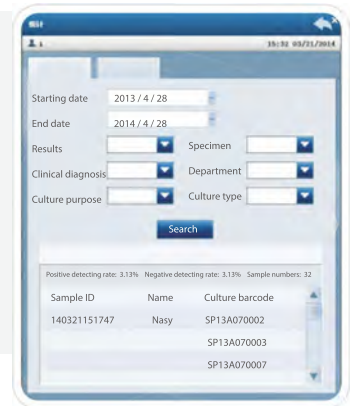 15:32 03/21/2014
Starting date 2013 / 4 / 28
End date 2014 / 4 / 28
Results Specimen
Clinical diagnosis Department
Culture purpose Culture type
Search
Positive detecting rate: 3.13% Negative detecting rate: 3.13% Sample numbers: 32
Sample ID Name Culture barcode
140321151747 Nasy SP13A070002
SP13A070003
SP13A070007